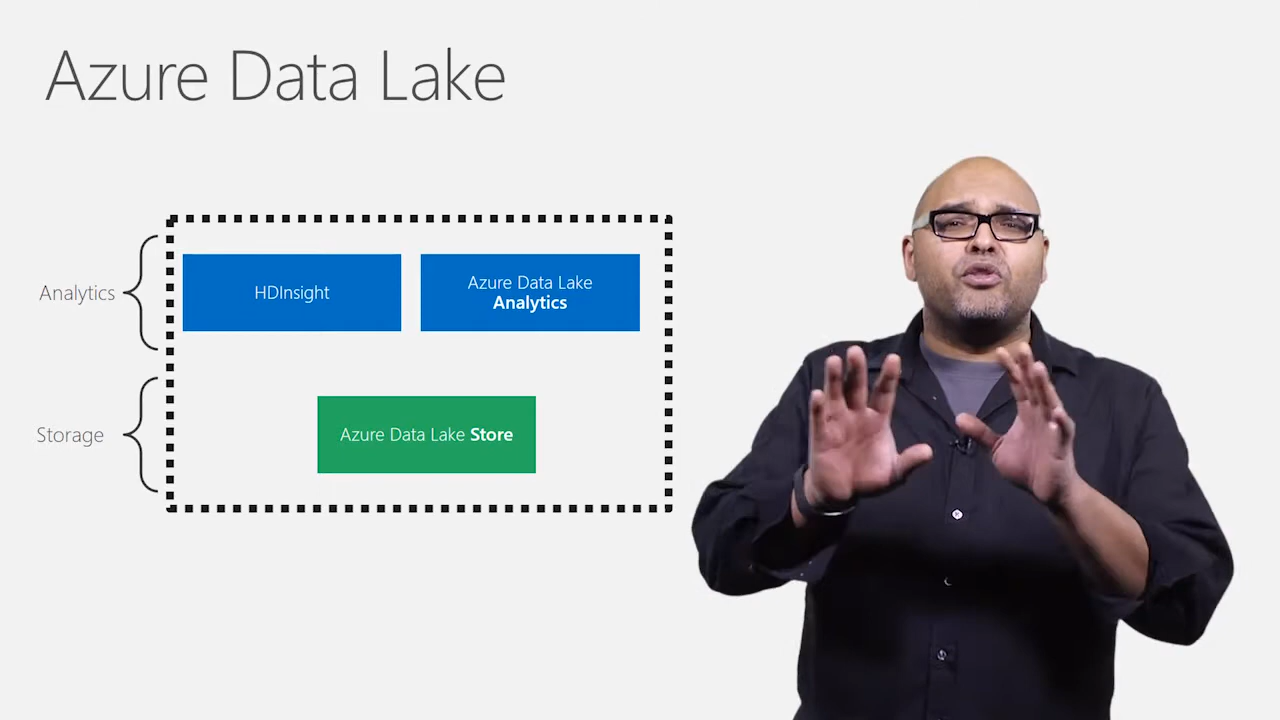 Azure Data Lake
Analytics
HDInsight
Azure Data Lake
Analytics
Storage
Azure Data Lake Store